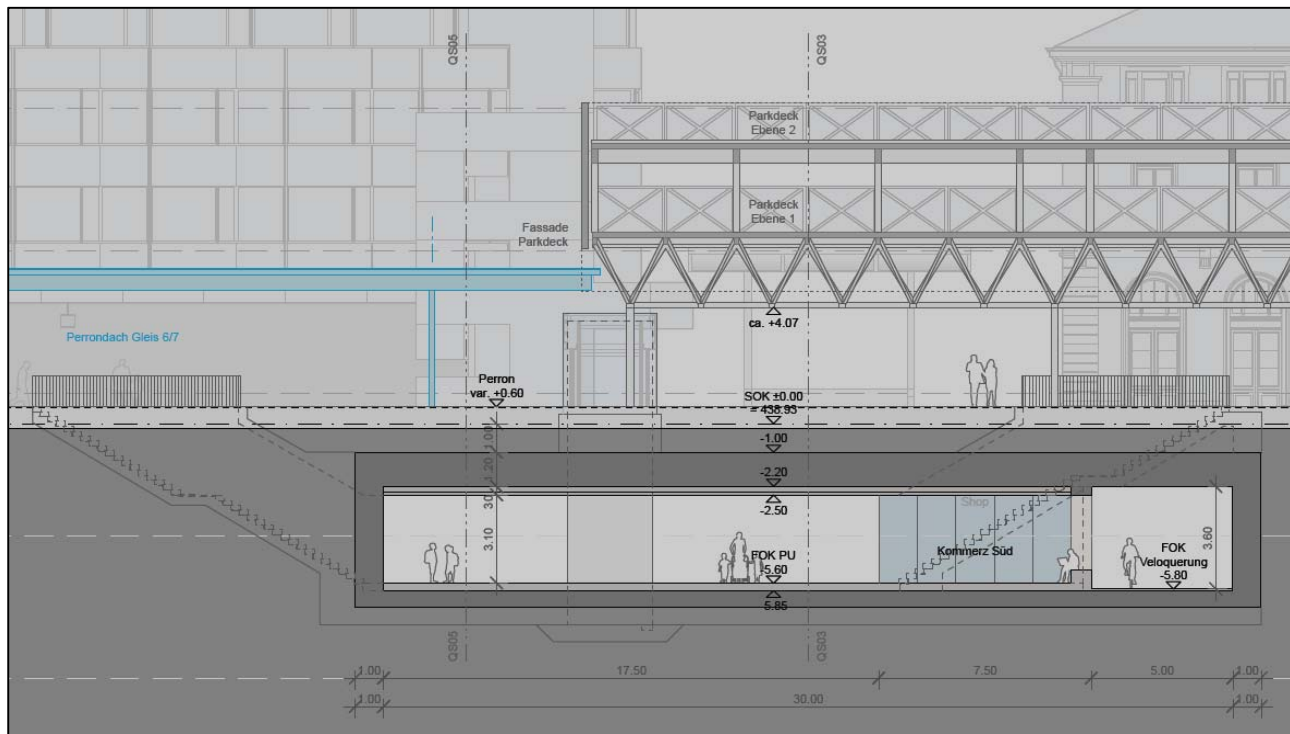 QS05
QS03
Parkdeck
Ebene 2
Parkdeck
Ebene 1
Fassade
Parkdeck
Perrondach Gleis 6/7
ca. +4.07
Perron
var. +0.60
SOK ±0.00
= 438.93
1.00
-1.00
1.20
-2.20
30
-2.50
Shop
3.10
Kommerz Süd
3.60
FOK PU
-5.60
FOK
Veloquerung
-5.80
5.85
QS05
QS03
1.00
17.50
7.50
5.00
1.00
1.00
30.00
1.00